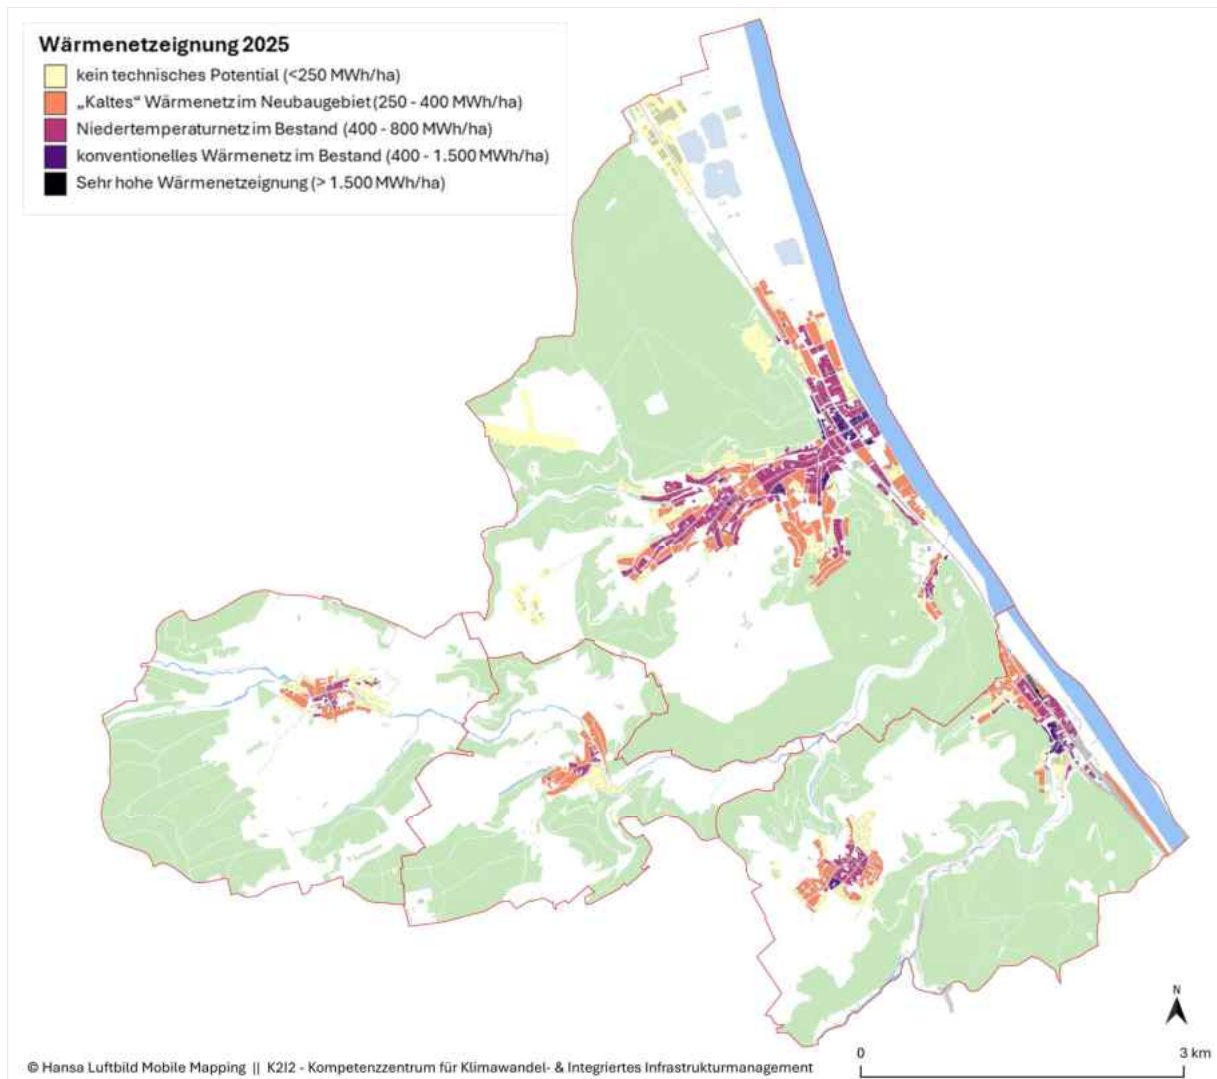 Wärmenetzeignung 2025
kein technisches Potential (<250 MWh/ha)
„Kaltes“ Wärmenetz im Neubaugebiet (250 - 400 MWh/ha)
Niedertemperaturnetz im Bestand (400 - 800 MWh/ha)
konventionelles Wärmenetz im Bestand (400 - 1.500 MWh/ha)
Sehr hohe Wärmenetzeignung (> 1.500 MWh/ha)
N
0 3 km
© Hansa Luftbild Mobile Mapping || K2I2 - Kompetenzzentrum für Klimawandel- & Integriertes Infrastrukturmanagement